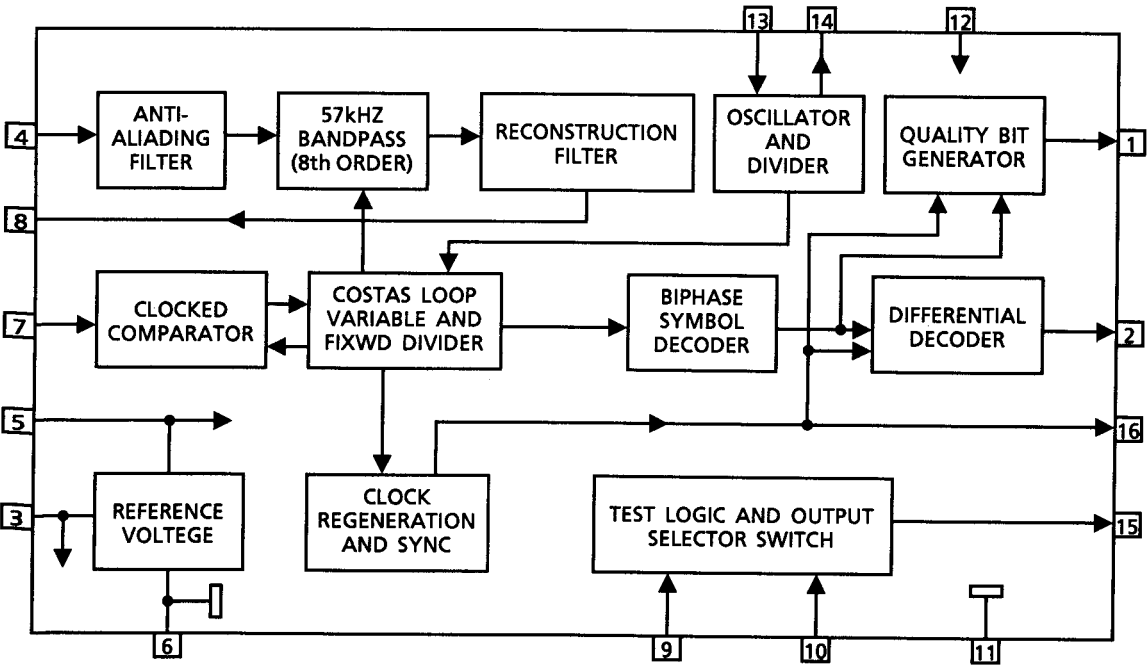 13
14
12
4
ANTI-
ALIADING
FILTER
57kHZ
BANDPASS
(8th ORDER)
RECONSTRUCTION
FILTER
OSCILLATOR
AND
DIVIDER
QUALITY BIT
GENERATOR
1
8
7
CLOCKED
COMPARATOR
COSTAS LOOP
VARIABLE AND
FIXWD DIVIDER
BIPHASE
SYMBOL
DECODER
DIFFERENTIAL
DECODER
2
5
16
3
REFERENCE
VOLTEGE
CLOCK
REGENERATION
AND SYNC
TEST LOGIC AND OUTPUT
SELECTOR SWITCH
15
6
9
10
11